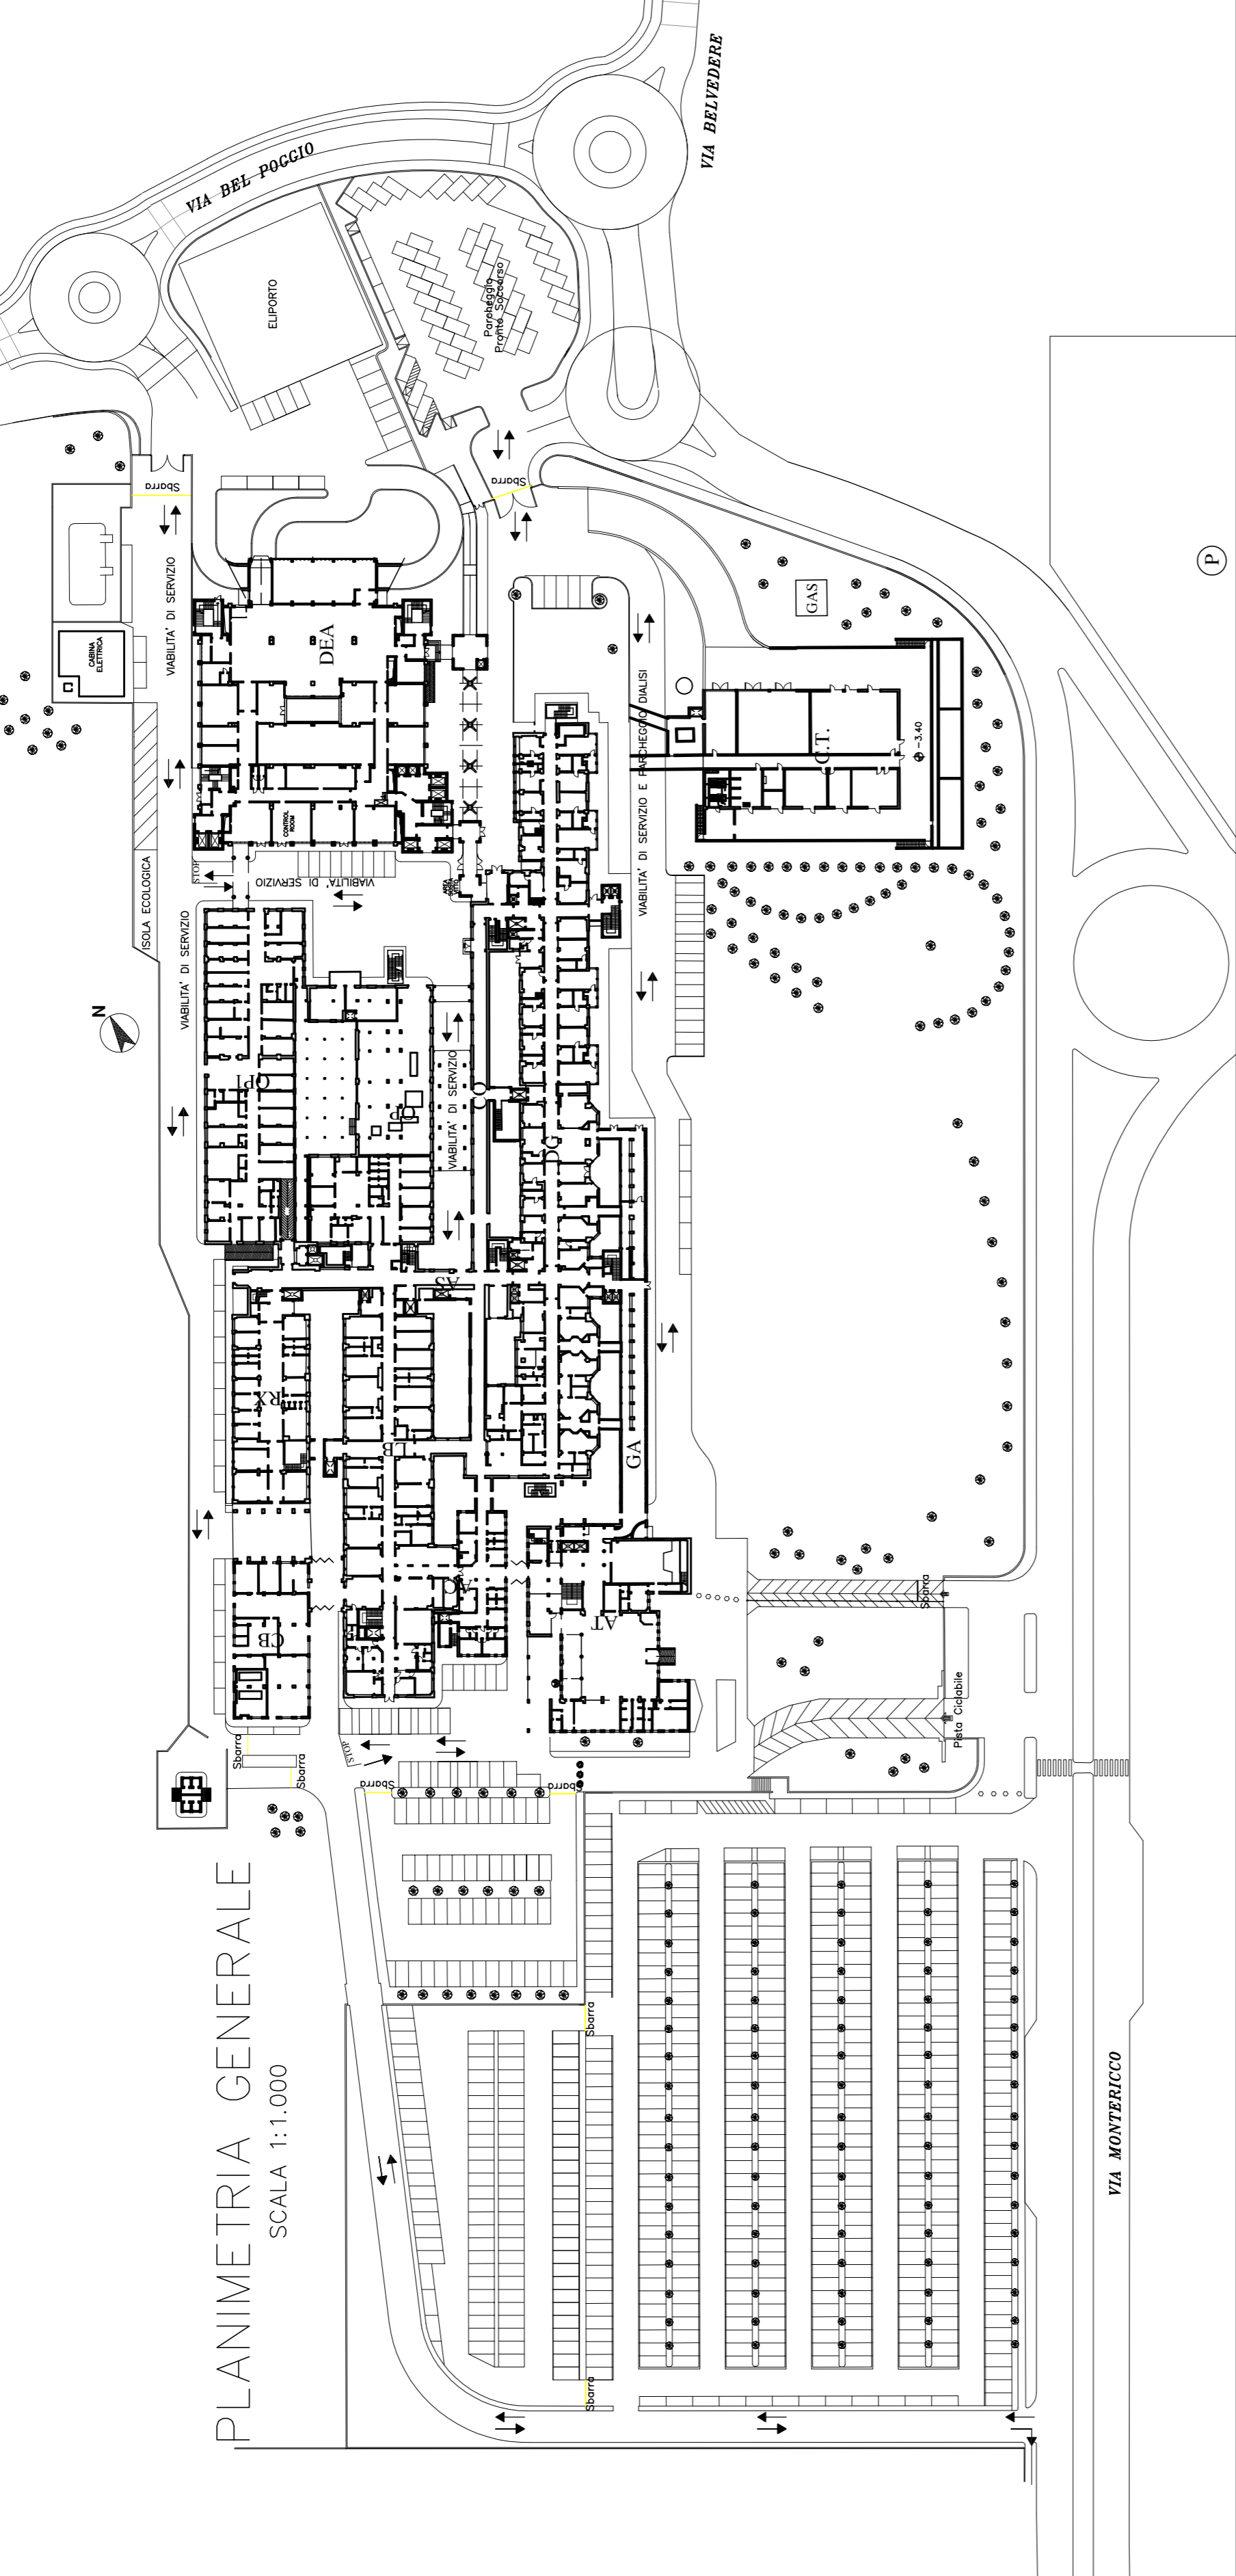 VIA BELVEDERE
VIA BEL POGGIO
ELIPORTO
Parcheggio
Pronto Soccorso
Sbarra
Sbarra
VIABILITA' DI SERVIZIO
P
GAS
CABINA
ELETTRICA
DEA
VIABILITA' DI SERVIZIO E PARCHEGGIO DIALISI
C.T.
-3.40
CONTROL
ROOM
STOP
VIABILITA' DI SERVIZIO
ISOLA ECOLOGICA
VIABILITA' DI SERVIZIO
N
OP1
OP
VIABILITA' DI SERVIZIO
CC
DG
AS
RX
LB
GA
AC
AT
CB
Sbarra
Pista Ciclabile
STOP
Sbarra
Sbarra
Sbarra
Sbarra
PLANIMETRIA GENERALE
SCALA 1:1.000
Sbarra
Sbarra
VIA MONTERICCO